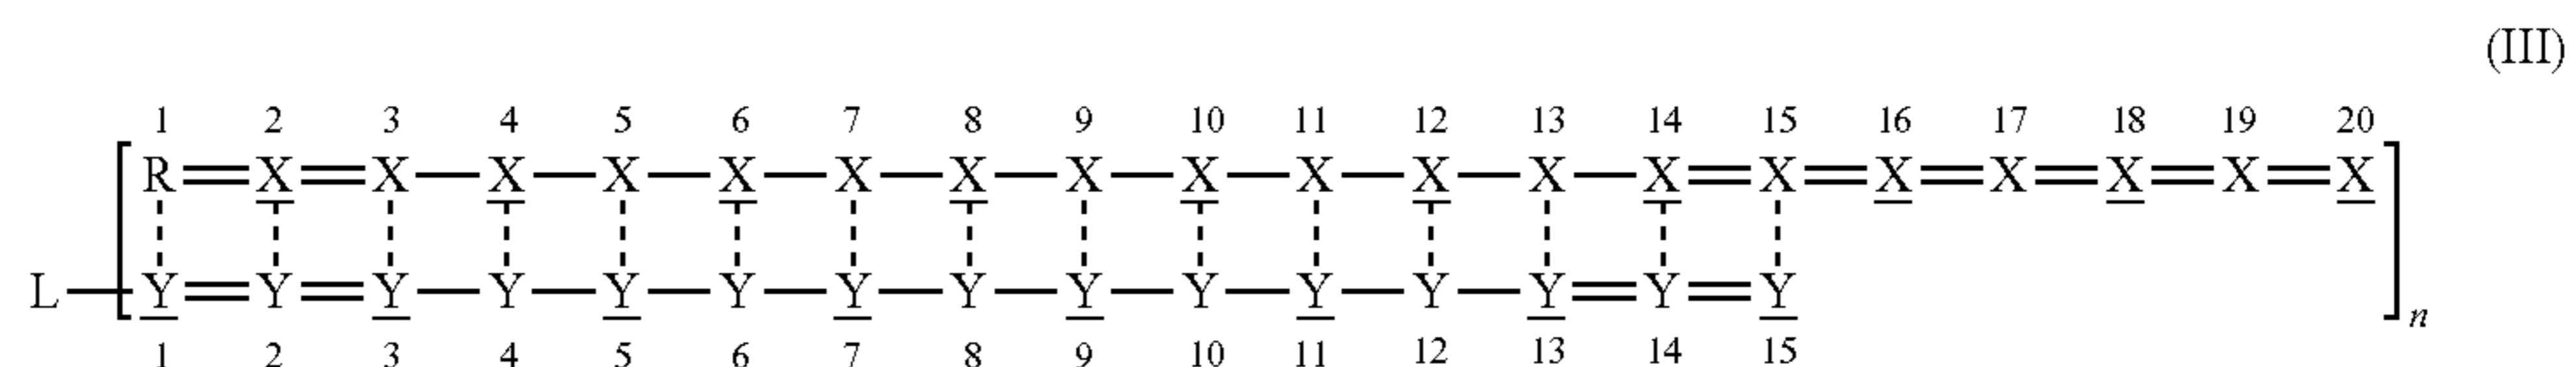 (III)
1 2 3 4 5 6 7 8 9 10 11 12 13 14 15 16 17 18 19 20
[R═X═X—X—X—X—X—X—X—X—X—X—X—X═X═X═X═X═X═X]n
L—[Y═Y═Y—Y—Y—Y—Y—Y—Y—Y—Y—Y—Y═Y═Y
1 2 3 4 5 6 7 8 9 10 11 12 13 14 15